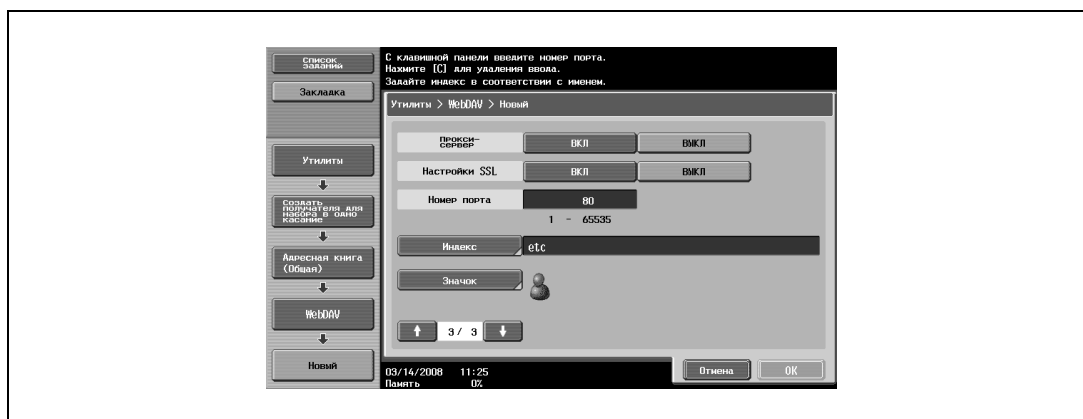 Список
заданий
Закладка
Утилиты
Создать
получателя для
набора в одно
касание
Адресная книга
(Общая)
WebDAV
Новый
С клавишной панели введите номер порта.
Нажмите [C] для удаления ввода.
Задайте индекс в соответствии с именем.
Утилиты > WebDAV > Новый
Прокси-
сервер
ВКЛ
ВЫКЛ
Настройки SSL
ВКЛ
ВЫКЛ
Номер порта
80
1 - 65535
Индекс
etc
Значок
3/ 3
03/14/2008 11:25
Память 0%
Отмена
OK